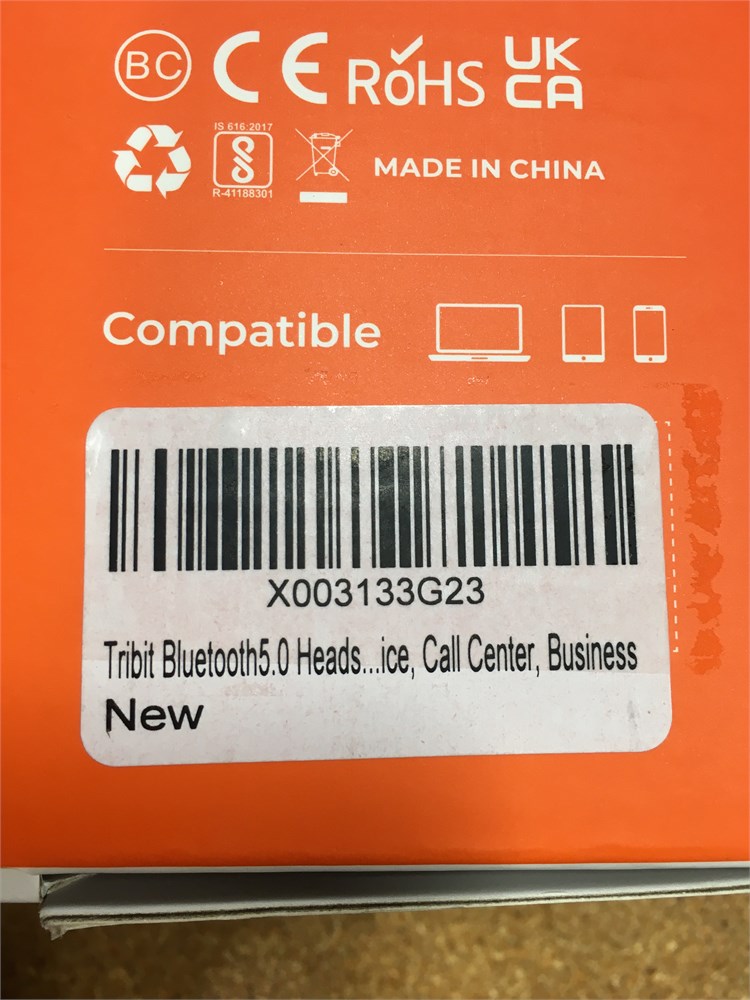 BC CE RoHS UK
CA
IS 616:2017
R-41188301
MADE IN CHINA
Compatible
X003133G23
Tribit Bluetooth5.0 Heads...ice, Call Center, Business
New